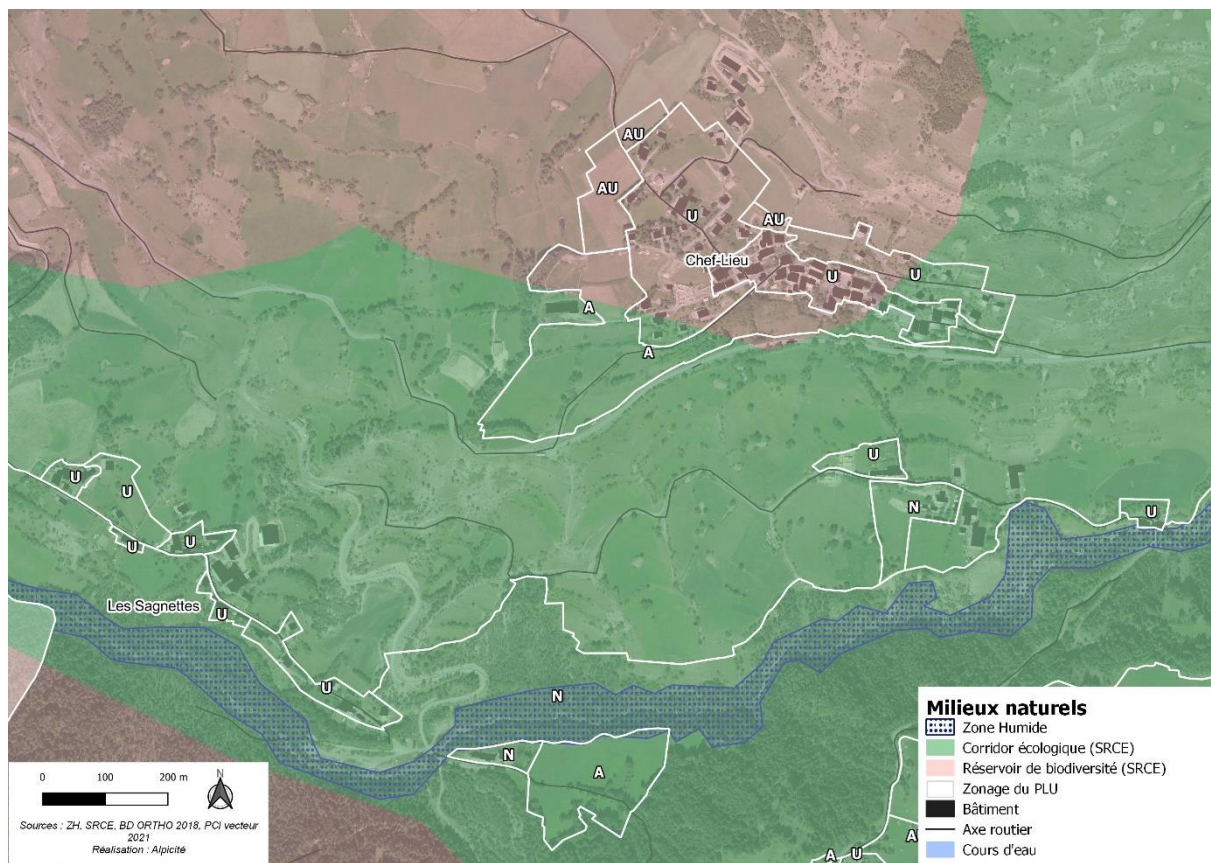 AU
AU
AU
U
Chef-Lieu
U
U
A
A
U
U
U
N
U
U
U
Les Sagnettes
U
U
N
N
A
A
A
U
0 100 200 m
N
Sources : ZH, SRCE, BD ORTHO 2018, PCI vecteur
2021
Réalisation : Alpicité
Milieux naturels
Zone Humide
Corridor écologique (SRCE)
Réservoir de biodiversité (SRCE)
Zonage du PLU
Bâtiment
Axe routier
Cours d'eau